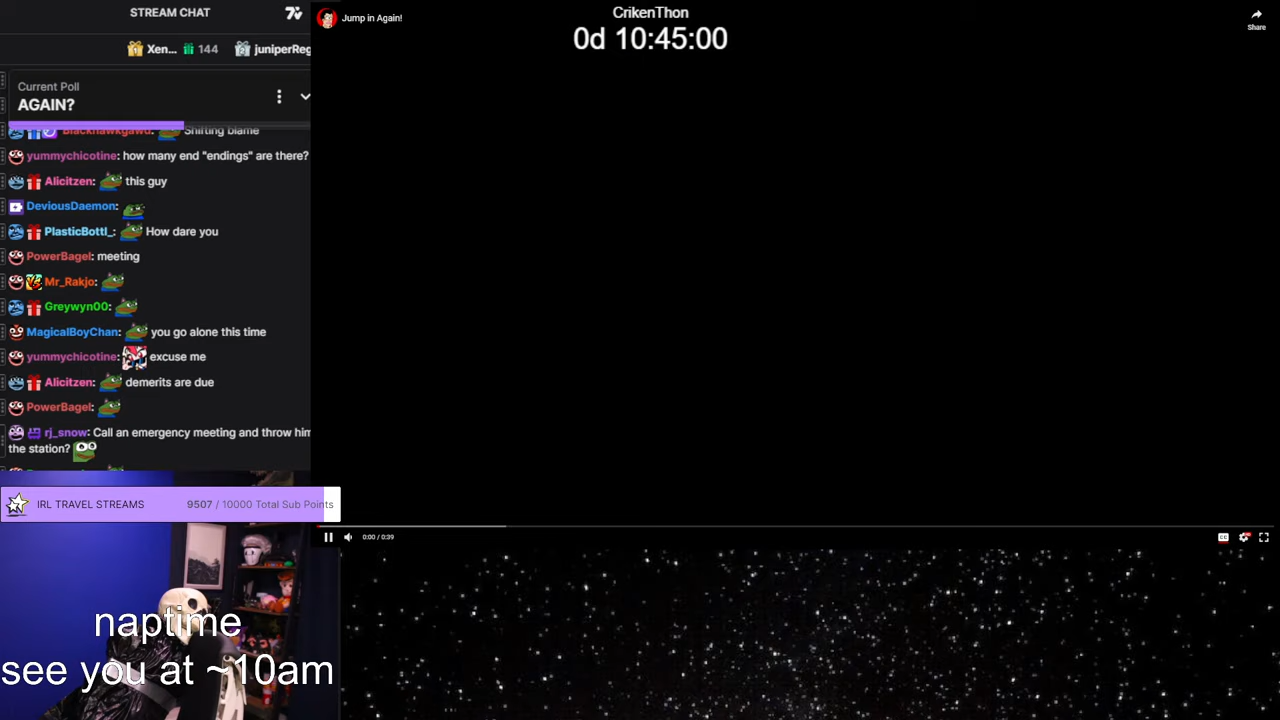 STREAM CHAT
Xen... 144 juniperReg
Current Poll
AGAIN?
Blackhawkgawd: Shifting blame
yummychicotine: how many end "endings" are there?
Alicitzen: this guy
DeviousDaemon:
PlasticBottl_: How dare you
PowerBagel: meeting
Mr_Rakjo:
Greywyn00:
MagicalBoyChan: you go alone this time
yummychicotine: excuse me
Alicitzen: demerits are due
PowerBagel:
rj_snow: Call an emergency meeting and throw him
the station?
IRL TRAVEL STREAMS 9507 / 10000 Total Sub Points
naptime
see you at ~10am
Jump in Again!
CrikenThon
0d 10:45:00
Share
0:00 / 0:39
CC